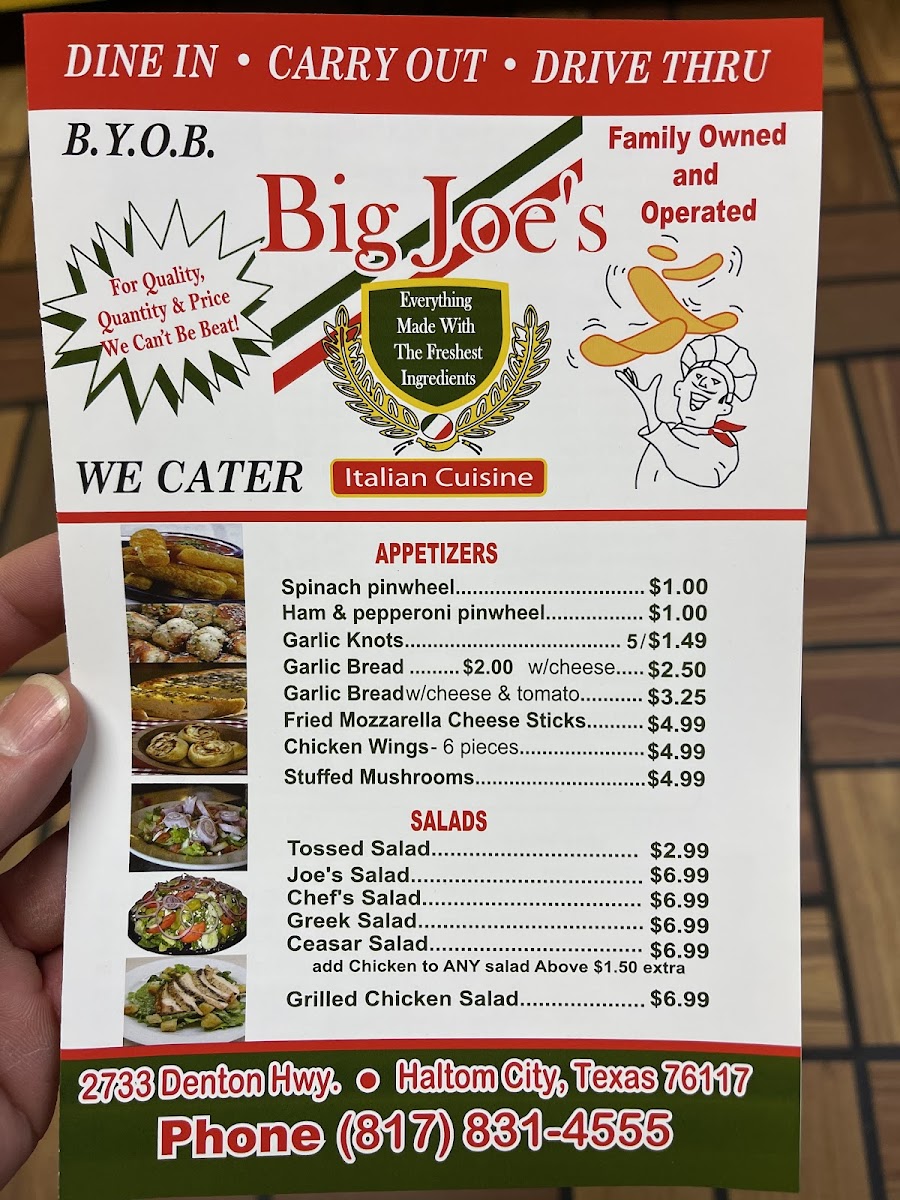 DINE IN • CARRY OUT • DRIVE THRU
B.Y.O.B.
Family Owned
and
Operated
Big Joe's
For Quality,
Quantity & Price
We Can't Be Beat!
Everything
Made With
The Freshest
Ingredients
WE CATER
Italian Cuisine
APPETIZERS
Spinach pinwheel.................................. $1.00
Ham & pepperoni pinwheel................. $1.00
Garlic Knots....................................... 5/$1.49
Garlic Bread ......... $2.00 w/cheese..... $2.50
Garlic Bread w/cheese & tomato........... $3.25
Fried Mozzarella Cheese Sticks.......... $4.99
Chicken Wings- 6 pieces...................... $4.99
Stuffed Mushrooms...............................$4.99
SALADS
Tossed Salad..................................... $2.99
Joe's Salad......................................... $6.99
Chef's Salad....................................... $6.99
Greek Salad........................................ $6.99
Ceasar Salad...................................... $6.99
add Chicken to ANY salad Above $1.50 extra
Grilled Chicken Salad...................... $6.99
2733 Denton Hwy. • Haltom City, Texas 76117
Phone (817) 831-4555